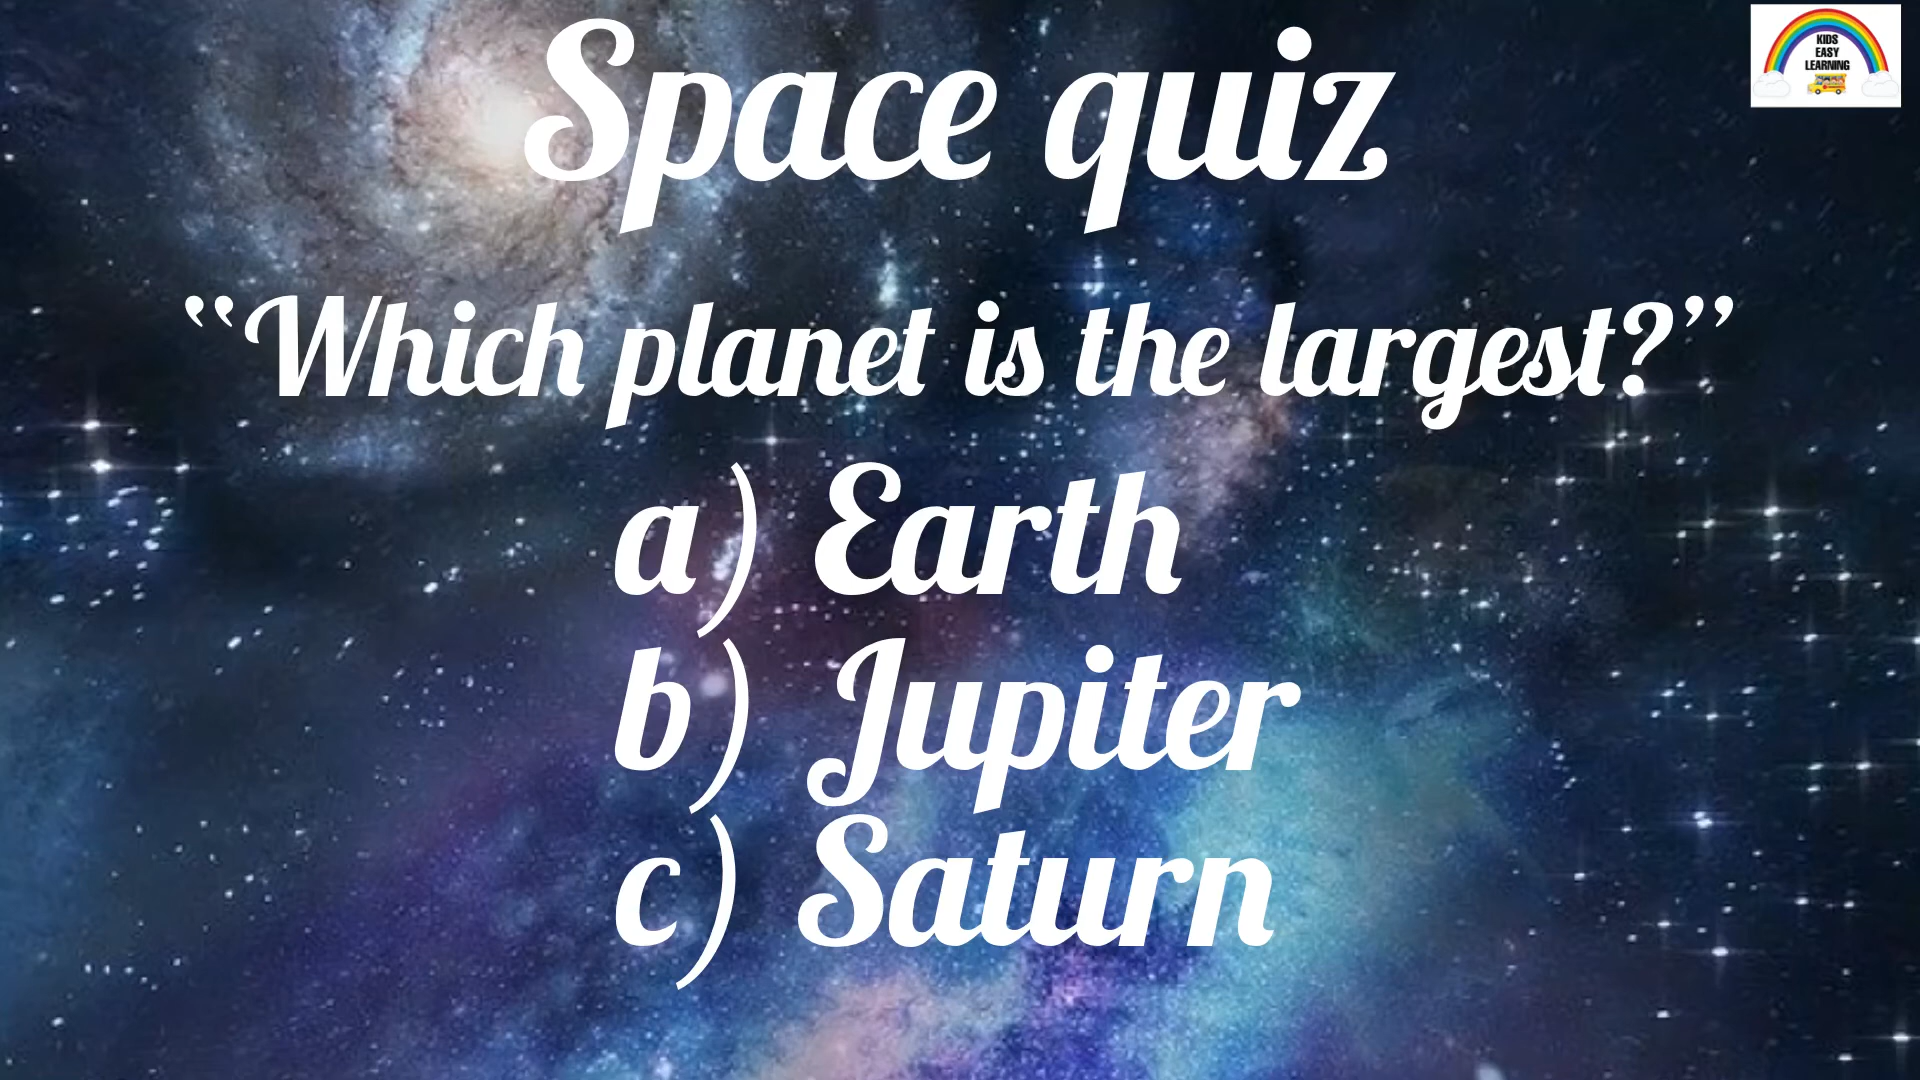 Space quiz
KIDS
EASY
LEARNING
“Which planet is the largest?”
a) Earth
b) Jupiter
c) Saturn